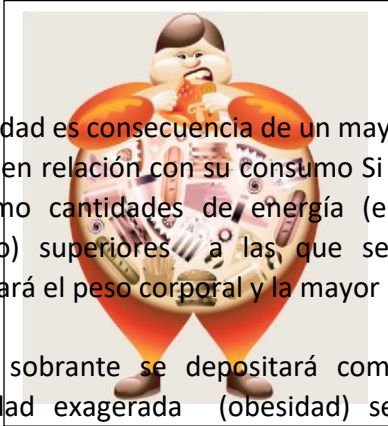 dad es consecuencia de un may
en relación con su consumo Si
mo cantidades de energía (e
o) superiores a las que se
ará el peso corporal y la mayor
sobrante se depositará com
dad exagerada (obesidad) se